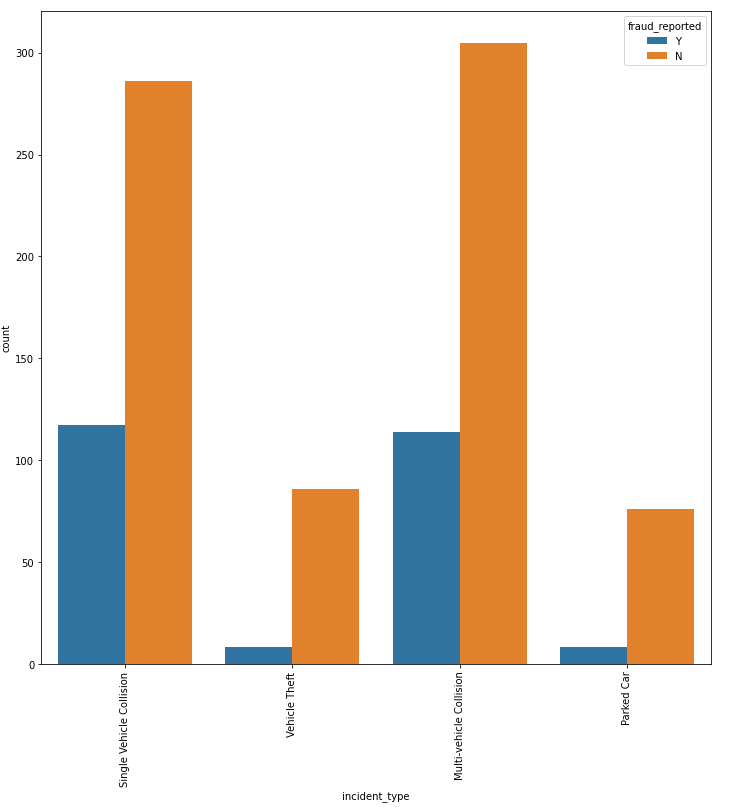 fraud_reported
Y
N
300
250
200
150
100
50
0
count
Single Vehicle Collision
Vehicle Theft
Multi-vehicle Collision
Parked Car
incident_type